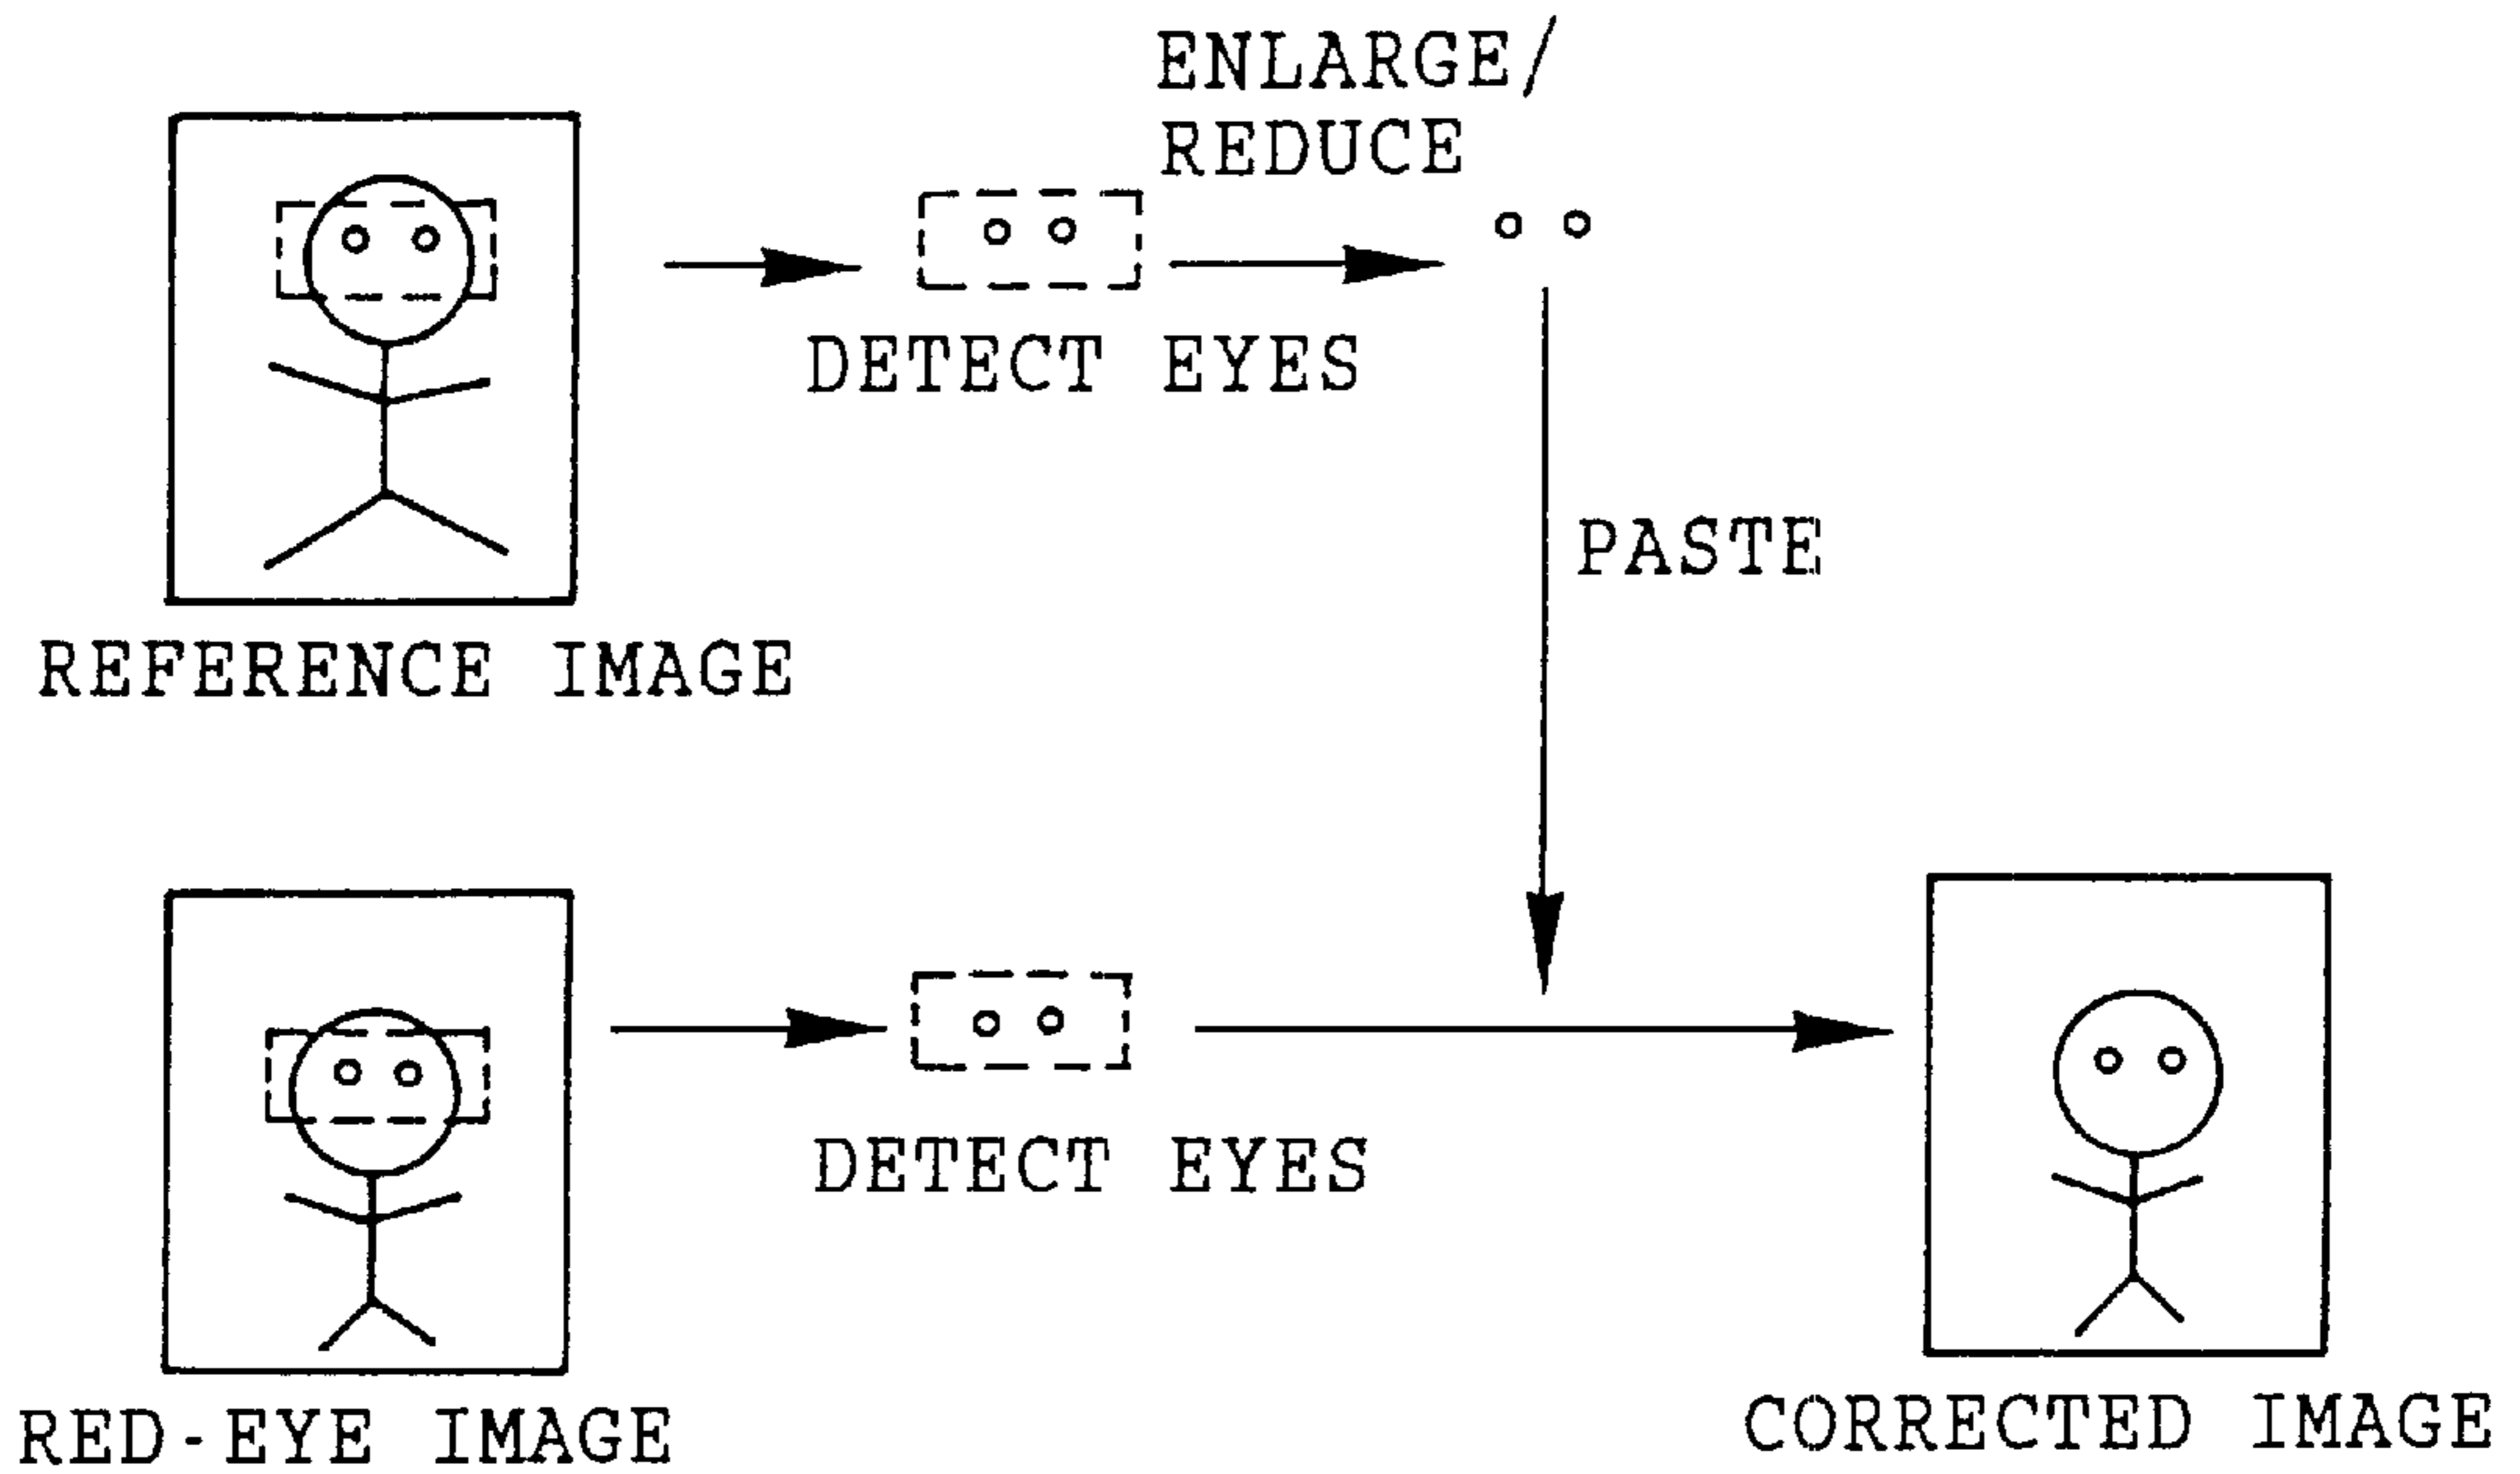 ENLARGE/
REDUCE
DETECT EYES
PASTE
REFERENCE IMAGE
DETECT EYES
RED-EYE IMAGE
CORRECTED IMAGE